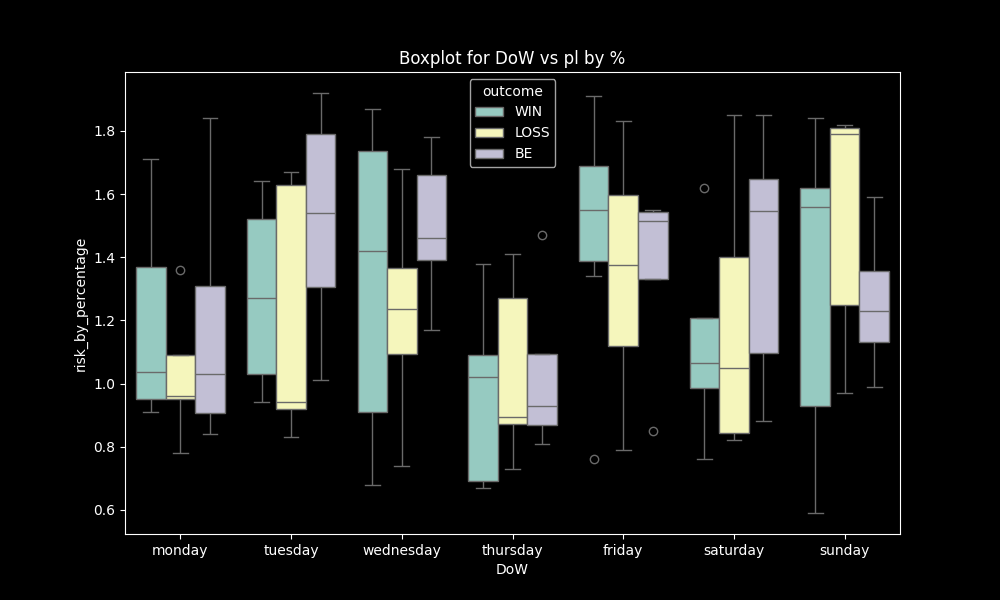 Boxplot for DoW vs pl by %
outcome
WIN
LOSS
BE
risk_by_percentage
1.8
1.6
1.4
1.2
1.0
0.8
0.6
monday tuesday wednesday thursday friday saturday sunday
DoW